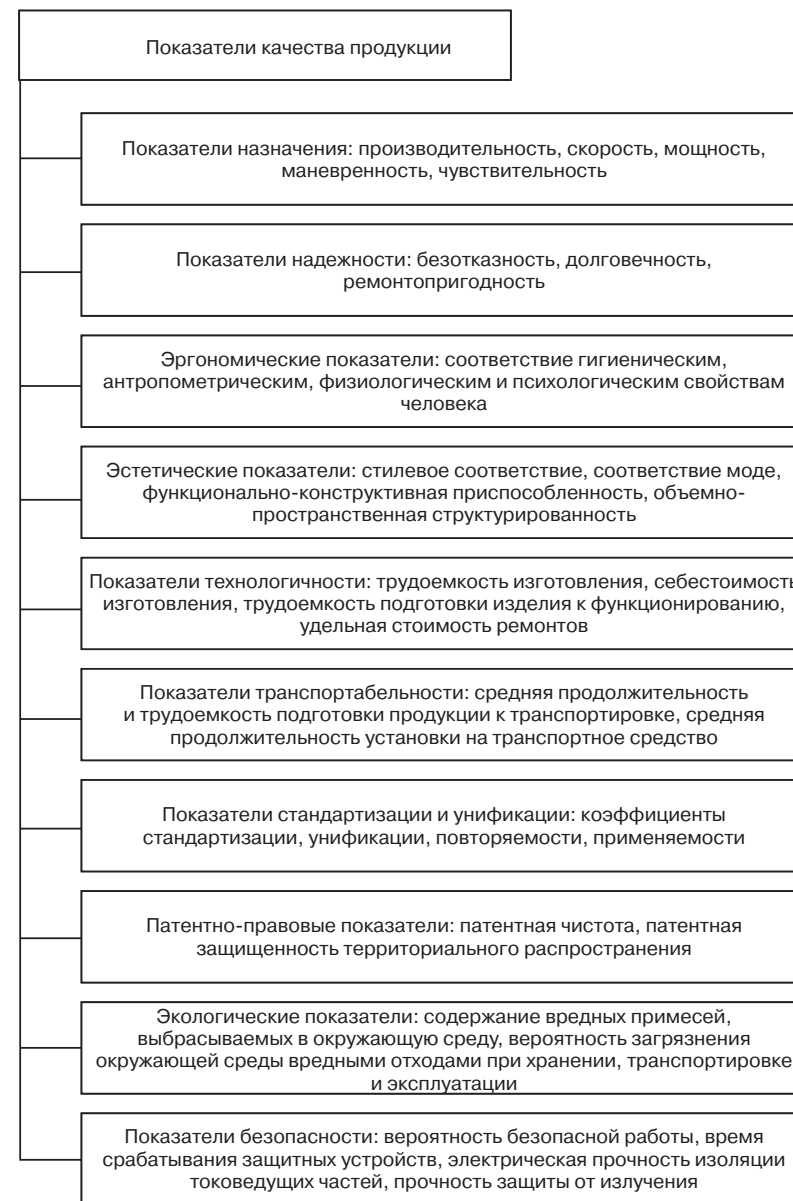 Показатели качества продукции
Показатели назначения: производительность, скорость, мощность,
маневренность, чувствительность
Показатели надежности: безотказность, долговечность,
ремонтопригодность
Эргономические показатели: соответствие гигиеническим,
антропометрическим, физиологическим и психологическим свойствам
человека
Эстетические показатели: стилевое соответствие, соответствие моде,
функционально-конструктивная приспособленность, объемно-
пространственная структурированность
Показатели технологичности: трудоемкость изготовления, себестоимость
изготовления, трудоемкость подготовки изделия к функционированию,
удельная стоимость ремонтов
Показатели транспортабельности: средняя продолжительность
и трудоемкость подготовки продукции к транспортировке, средняя
продолжительность установки на транспортное средство
Показатели стандартизации и унификации: коэффициенты
стандартизации, унификации, повторяемости, применяемости
Патентно-правовые показатели: патентная чистота, патентная
защищенность территориального распространения
Экологические показатели: содержание вредных примесей,
выбрасываемых в окружающую среду, вероятность загрязнения
окружающей среды вредными отходами при хранении, транспортировке
и эксплуатации
Показатели безопасности: вероятность безопасной работы, время
срабатывания защитных устройств, электрическая прочность изоляции
токоведущих частей, прочность защиты от излучения